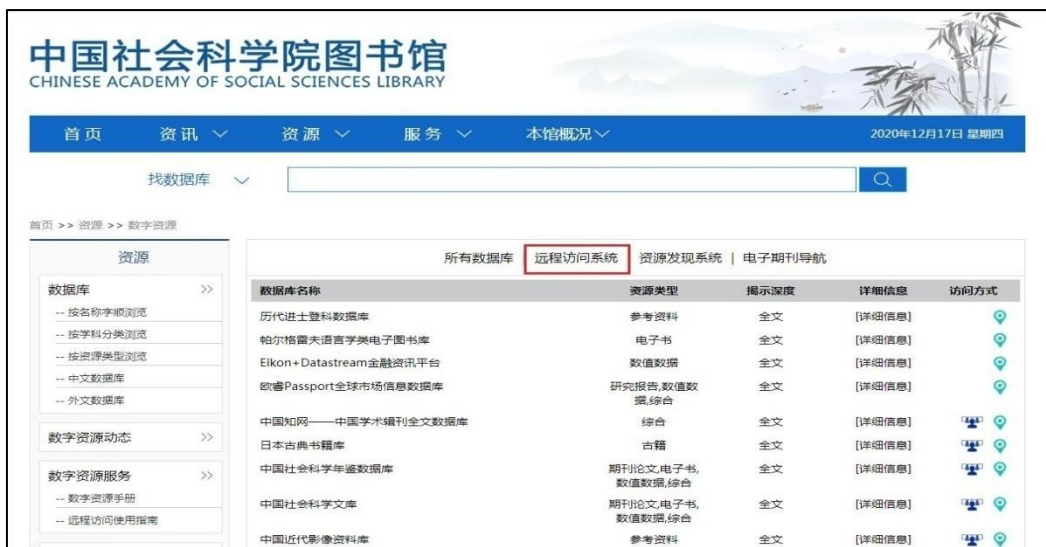 中国社会科学院图书馆
CHINESE ACADEMY OF SOCIAL SCIENCES LIBRARY
首页 资讯 资源 服务 本馆概况 2020年12月17日 星期四
找数据库
首页 >> 资源 >> 数字资源
资源
数据库 >>
-- 按名称字顺浏览
-- 按学科分类浏览
-- 按资源类型浏览
-- 中文数据库
-- 外文数据库
数字资源动态 >>
数字资源服务 >>
-- 数字资源手册
-- 远程访问使用指南
所有数据库 远程访问系统 资源发现系统 | 电子期刊导航
数据库名称 资源类型 揭示深度 详细信息 访问方式
历代进士登科数据库 参考资料 全文 [详细信息]
帕尔格雷夫语言学类电子图书库 电子书 全文 [详细信息]
Eikon+Datastream金融资讯平台 数值数据 全文 [详细信息]
欧睿Passport全球市场信息数据库 研究报告,数值数 全文 [详细信息]
据,综合
中国知网——中国学术辑刊全文数据库 综合 全文 [详细信息]
日本古典书籍库 古籍 全文 [详细信息]
中国社会科学年鉴数据库 期刊论文,电子书, 全文 [详细信息]
数值数据,综合
中国社会科学文库 期刊论文,电子书, 全文 [详细信息]
数值数据,综合
中国近代影像资料库 参考资料 全文 [详细信息]